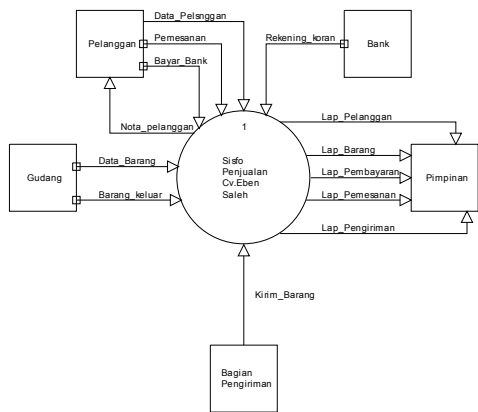 Data_Pelsnggan
Pemesanan
Bayar_Bank
Pelanggan
Rekening_koran
Bank
Nota_pelanggan
1
Sisfo
Penjualan
Cv.Eben
Saleh
Lap_Pelanggan
Lap_Barang
Lap_Pembayaran
Lap_Pemesanan
Lap_Pengiriman
Pimpinan
Gudang
Data_Barang
Barang_keluar
Kirim_Barang
Bagian
Pengiriman